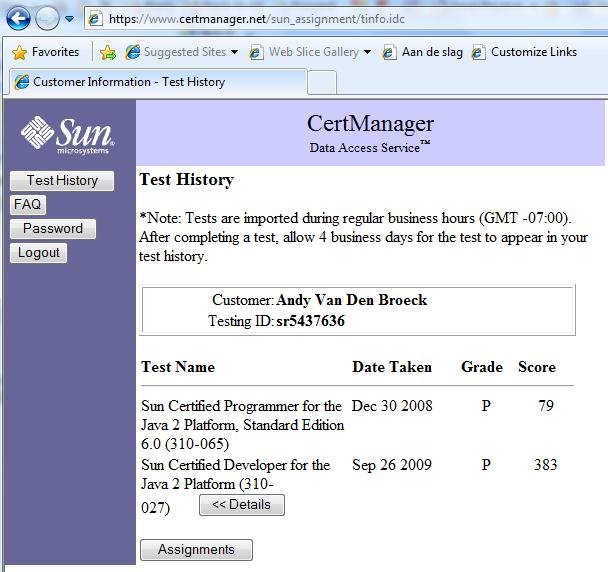 https://www.certmanager.net/sun_assignment/tinfo.idc
Favorites Suggested Sites Web Slice Gallery Aan de slag Customize Links
Customer Information - Test History
Sun
microsystems
CertManager
Data Access Service™
Test History
FAQ
Password
Logout
Test History
*Note: Tests are imported during regular business hours (GMT -07:00).
After completing a test, allow 4 business days for the test to appear in your
test history.
Customer: Andy Van Den Broeck
Testing ID: sr5437636
Test Name Date Taken Grade Score
Sun Certified Programmer for the Dec 30 2008 P 79
Java 2 Platform, Standard Edition
6.0 (310-065)
Sun Certified Developer for the Sep 26 2009 P 383
Java 2 Platform (310-
027) << Details
Assignments